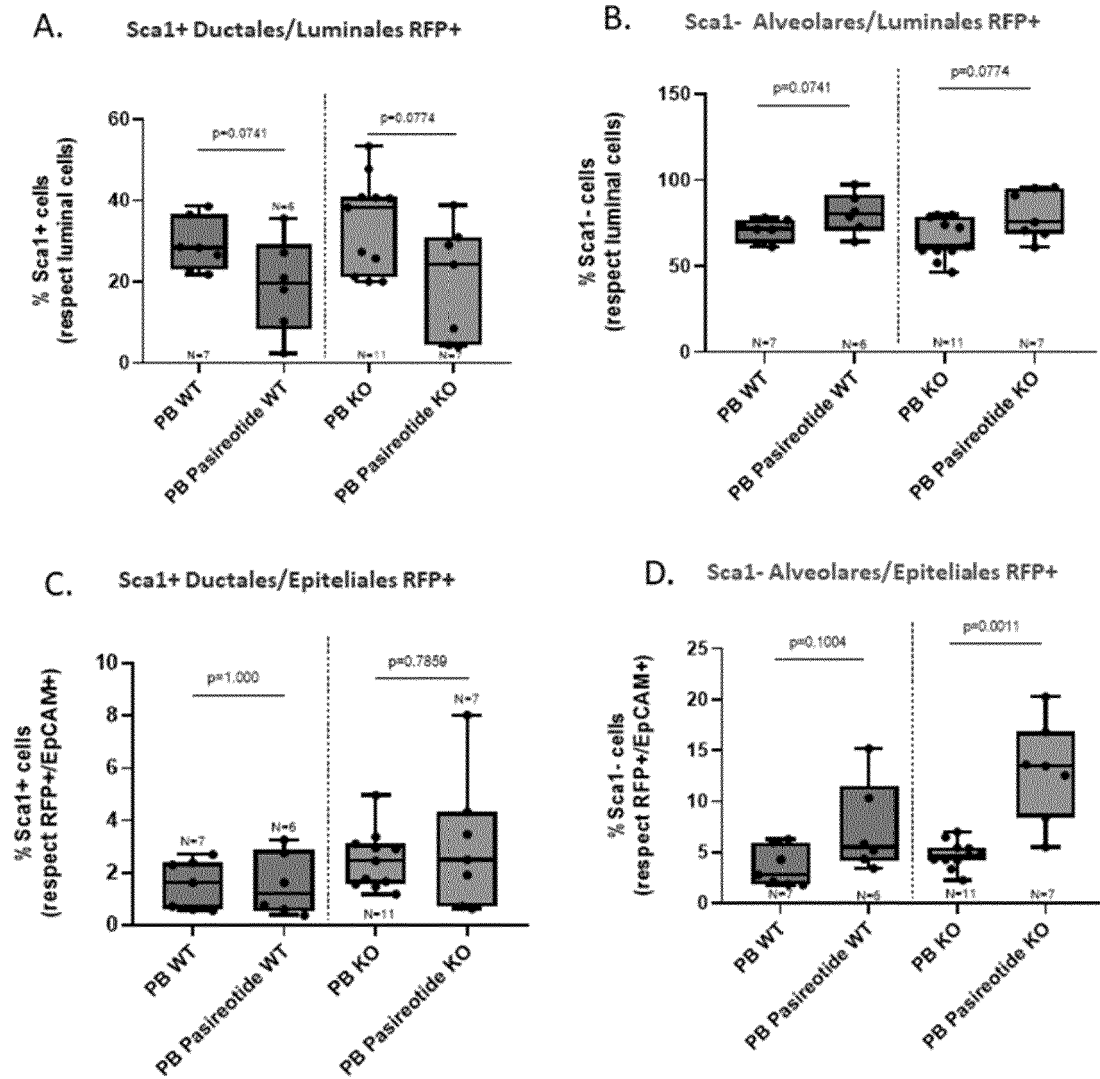 A.
Sca1+ Ductales/Luminales RFP+
% Sca1+ cells
(respect luminal cells)
60
40
20
0
p=0.0741
p=0.0774
N=6
N=7
N=11
N=7
PB WT
PB Pasireotide WT
PB KO
PB Pasireotide KO
B.
Sca1- Alveolares/Luminales RFP+
% Sca1- cells
(respect luminal cells)
150
100
50
0
p=0.0741
p=0.0774
N=7
N=6
N=11
N=7
PB WT
PB Pasireotide WT
PB KO
PB Pasireotide KO
C.
Sca1+ Ductales/Epiteliales RFP+
% Sca1+ cells
(respect RFP+/EpCAM+)
10
8
6
4
2
0
p=1.000
p=0.7859
N=7
N=6
N=7
N=11
PB WT
PB Pasireotide WT
PB KO
PB Pasireotide KO
D.
Sca1- Alveolares/Epiteliales RFP+
% Sca1- cells
(respect RFP+/EpCAM+)
25
20
15
10
5
0
p=0.1004
p=0.0011
N=7
N=6
N=11
N=7
PB WT
PB Pasireotide WT
PB KO
PB Pasireotide KO